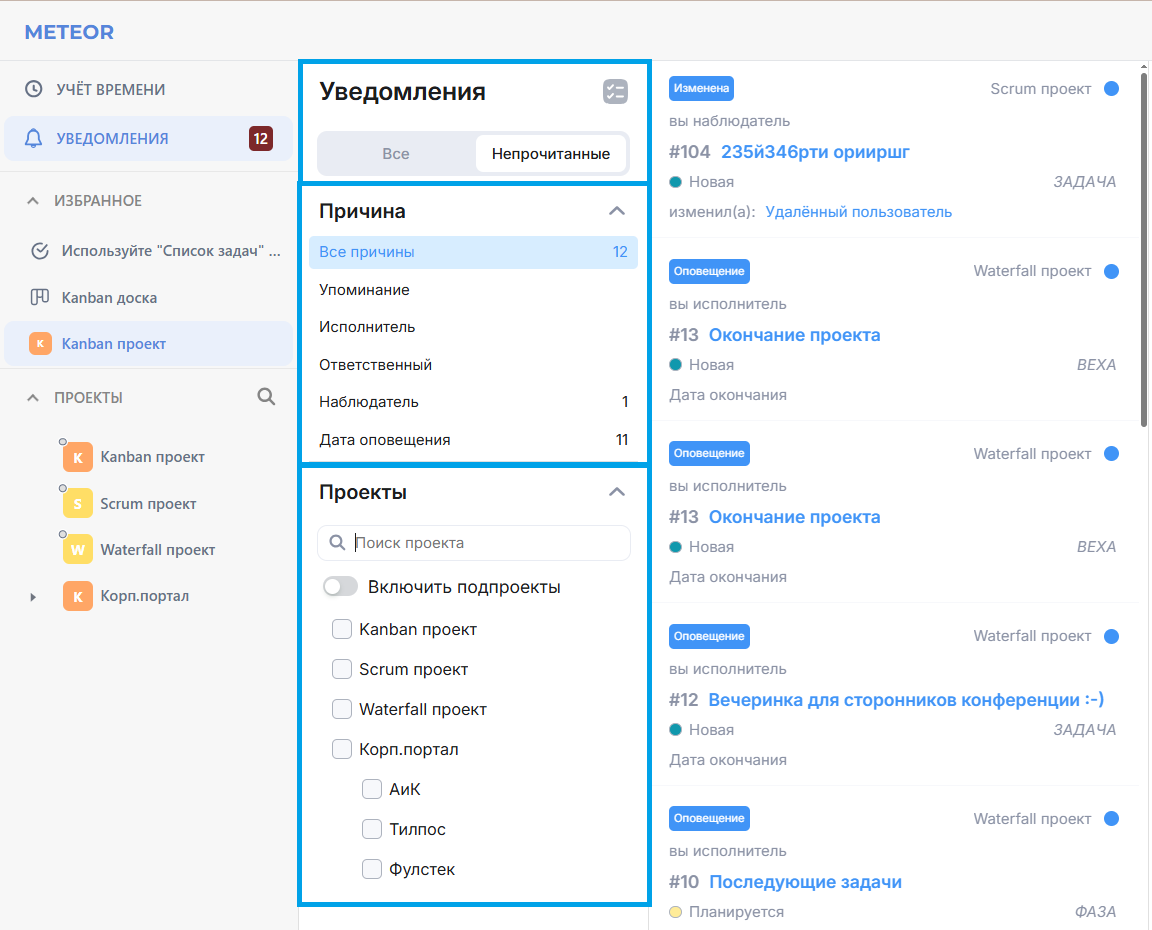 METEOR
УЧЁТ ВРЕМЕНИ
УВЕДОМЛЕНИЯ 12
ИЗБРАННОЕ
Используйте "Список задач" ...
Kanban доска
K Kanban проект
ПРОЕКТЫ
K Kanban проект
S Scrum проект
W Waterfall проект
K Корп.портал
Уведомления
Все Непрочитанные
Причина
Все причины 12
Упоминание
Исполнитель
Ответственный
Наблюдатель 1
Дата оповещения 11
Проекты
Поиск проекта
Включить подпроекты
Kanban проект
Scrum проект
Waterfall проект
Корп.портал
АиК
Тилпос
Фулстек
Изменена Scrum проект
вы наблюдатель
#104 235й346рти орииршг
Новая ЗАДАЧА
изменил(а): Удалённый пользователь
Оповещение Waterfall проект
вы исполнитель
#13 Окончание проекта
Новая ВЕХА
Дата окончания
Оповещение Waterfall проект
вы исполнитель
#13 Окончание проекта
Новая ВЕХА
Дата окончания
Оповещение Waterfall проект
вы исполнитель
#12 Вечеринка для сторонников конференции :-)
Новая ЗАДАЧА
Дата окончания
Оповещение Waterfall проект
вы исполнитель
#10 Последующие задачи
Планируется ФАЗА